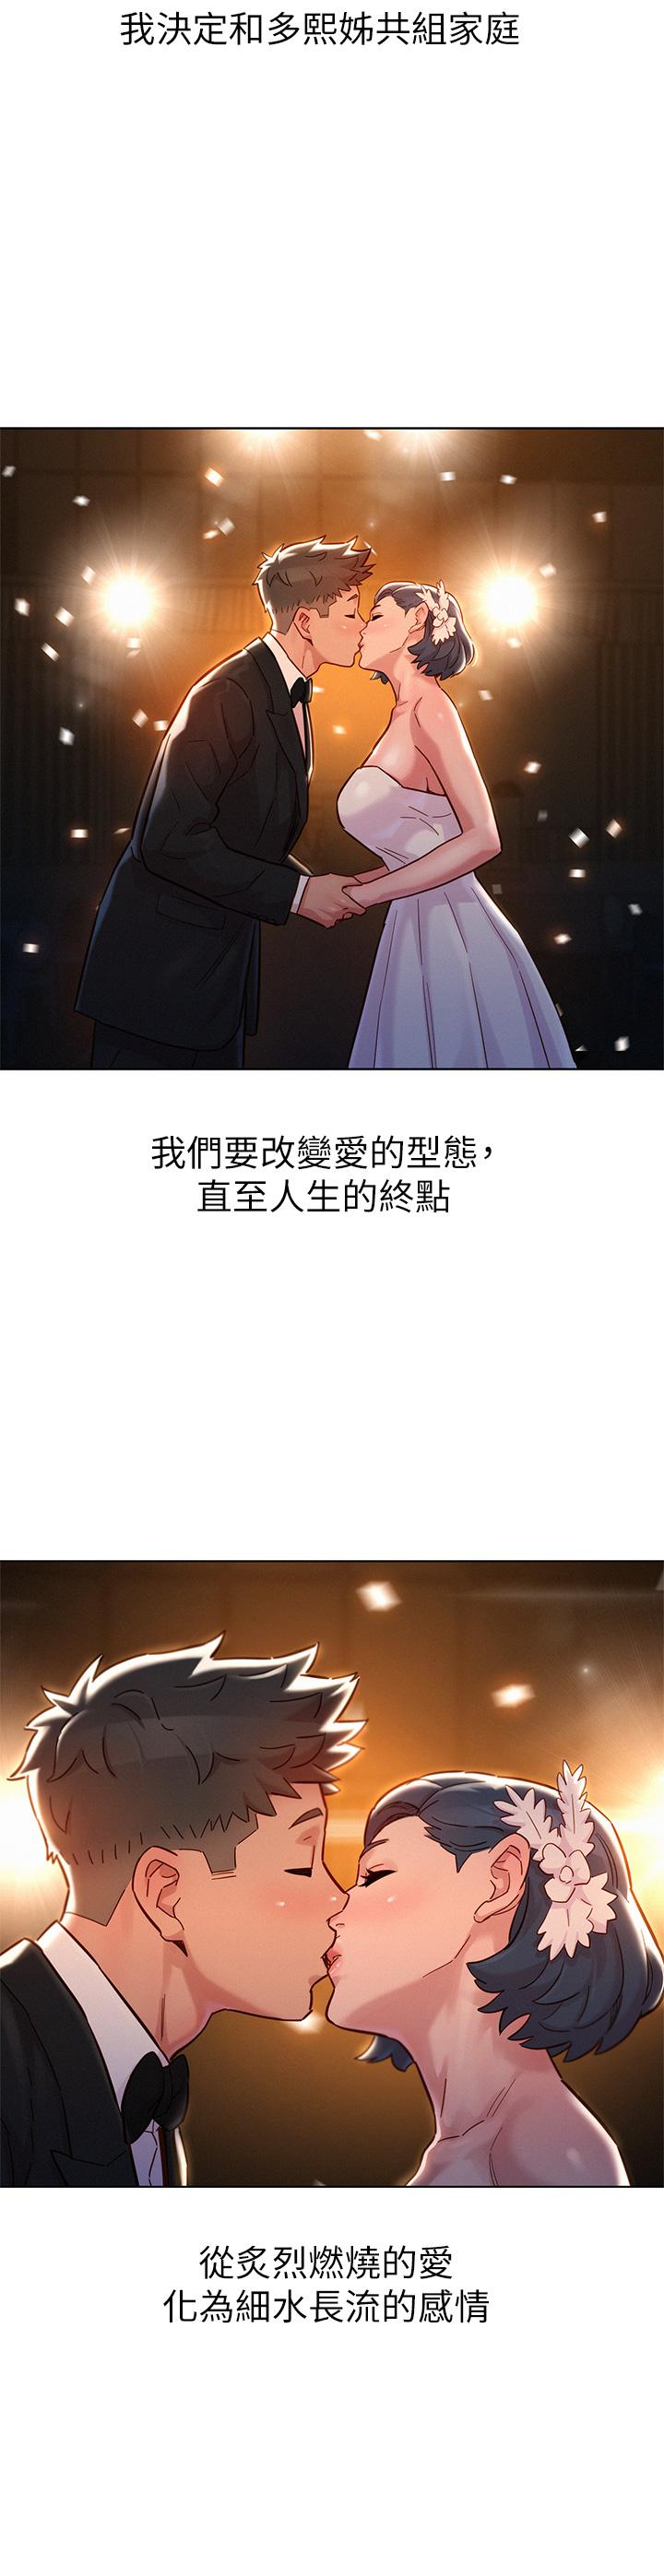 我決定和多熙姊共組家庭
我們要改變愛的型態，
直至人生的終點
從炙烈燃燒的愛
化為細水長流的感情